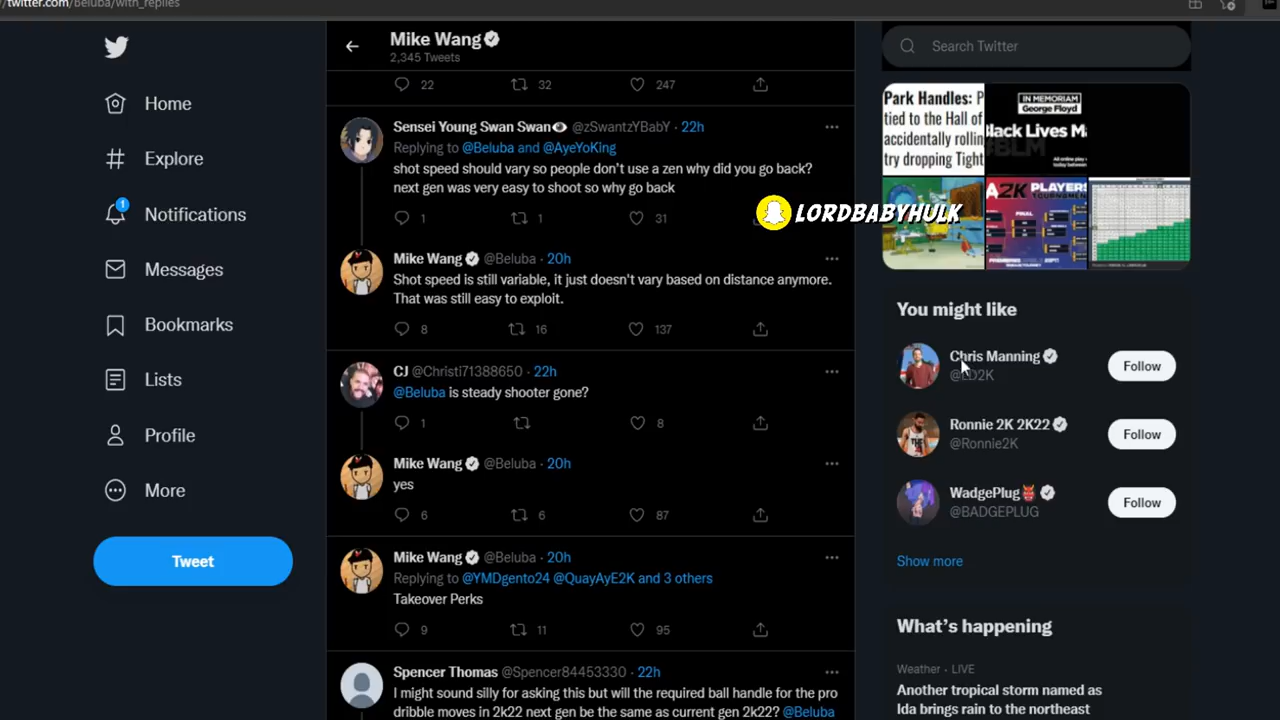 /twitter.com/beluba/with_replies
Home
Explore
1
Notifications
Messages
Bookmarks
Lists
Profile
More
Tweet
Mike Wang
2,345 Tweets
22 32 247
Sensei Young Swan Swan @zSwantzYBabY · 22h
Replying to @Beluba and @AyeYoKing
shot speed should vary so people don't use a zen why did you go back?
next gen was very easy to shoot so why go back
1 1 31
Mike Wang @Beluba · 20h
Shot speed is still variable, it just doesn't vary based on distance anymore.
That was still easy to exploit.
8 16 137
CJ @Christi71388650 · 22h
@Beluba is steady shooter gone?
1 8
Mike Wang @Beluba · 20h
yes
6 6 87
Mike Wang @Beluba · 20h
Replying to @YMDgento24 @QuayAyE2K and 3 others
Takeover Perks
9 11 95
Spencer Thomas @Spencer84453330 · 22h
I might sound silly for asking this but will the required ball handle for the pro
dribble moves in 2k22 next gen be the same as current gen 2k22? @Beluba
LORDBABYHULK
Search Twitter
Park Handles: P
tied to the Hall of
accidentally rollin
try dropping Tight
IN MEMORIAM
George Floyd
lack Lives Ma
#BLM
A2K PLAYERS
TOURNAMENT
FINAL
You might like
Chris Manning
@LD2K
Follow
Ronnie 2K 2K22
@Ronnie2K
Follow
WadgePlug
@BADGEPLUG
Follow
Show more
What's happening
Weather · LIVE
Another tropical storm named as
Ida brings rain to the northeast